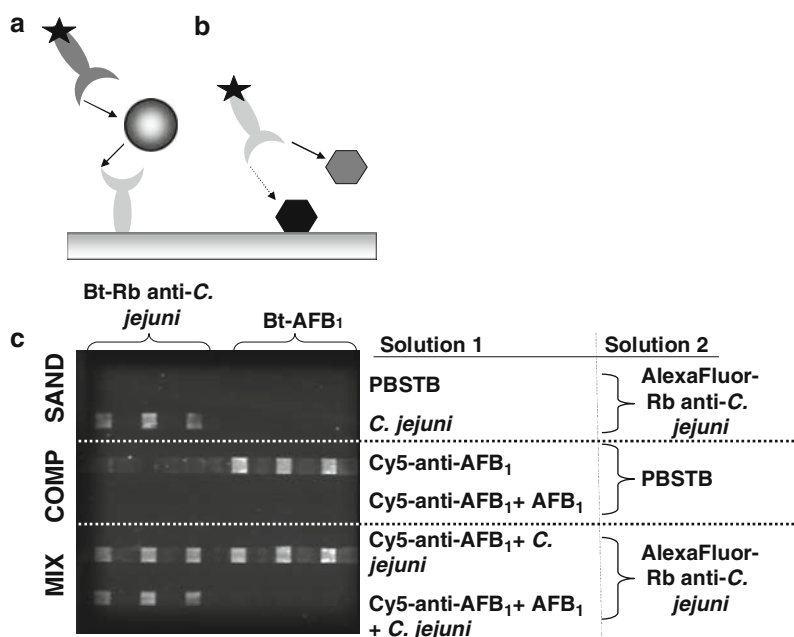 a
b
Bt-Rb anti-C.
jejuni
Bt-AFB1
c
Solution 1
Solution 2
SAND
PBSTB
C. jejuni
AlexaFluor-
Rb anti-C.
jejuni
COMP
Cy5-anti-AFB1
Cy5-anti-AFB1+ AFB1
PBSTB
MIX
Cy5-anti-AFB1+ C.
jejuni
Cy5-anti-AFB1+ AFB1
+ C. jejuni
AlexaFluor-
Rb anti-C.
jejuni